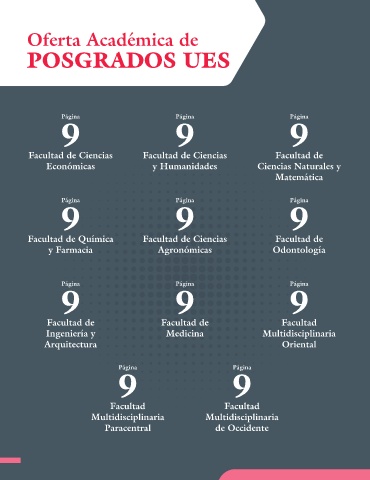 Oferta Académica de
POSGRADOS UES
Página
9
Facultad de Ciencias
Económicas
Página
9
Facultad de Ciencias
y Humanidades
Página
9
Facultad de
Ciencias Naturales y
Matemática
Página
9
Facultad de Química
y Farmacia
Página
9
Facultad de Ciencias
Agronómicas
Página
9
Facultad de
Odontología
Página
9
Facultad de
Ingeniería y
Arquitectura
Página
9
Facultad de
Medicina
Página
9
Facultad
Multidisciplinaria
Oriental
Página
9
Facultad
Multidisciplinaria
Paracentral
Página
9
Facultad
Multidisciplinaria
de Occidente